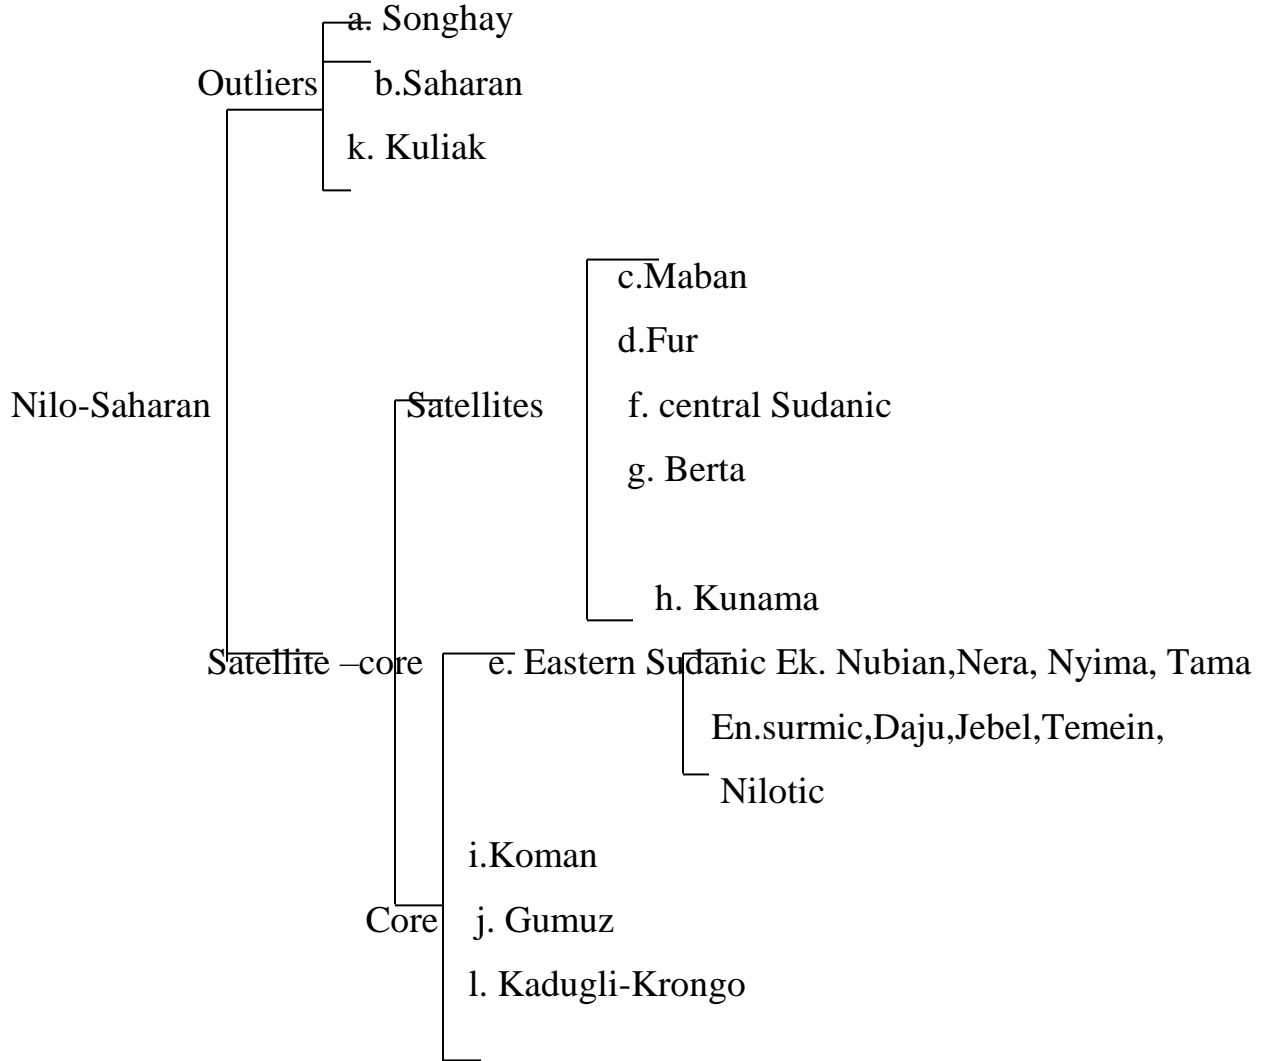 a. Songhay
Outliers b.Saharan
k. Kuliak
c.Maban
d.Fur
Nilo-Saharan Satellites f. central Sudanic
g. Berta
h. Kunama
Satellite –core e. Eastern Sudanic Ek. Nubian,Nera, Nyima, Tama
En.surmic,Daju,Jebel,Temein,
Nilotic
i.Koman
Core j. Gumuz
l. Kadugli-Krongo